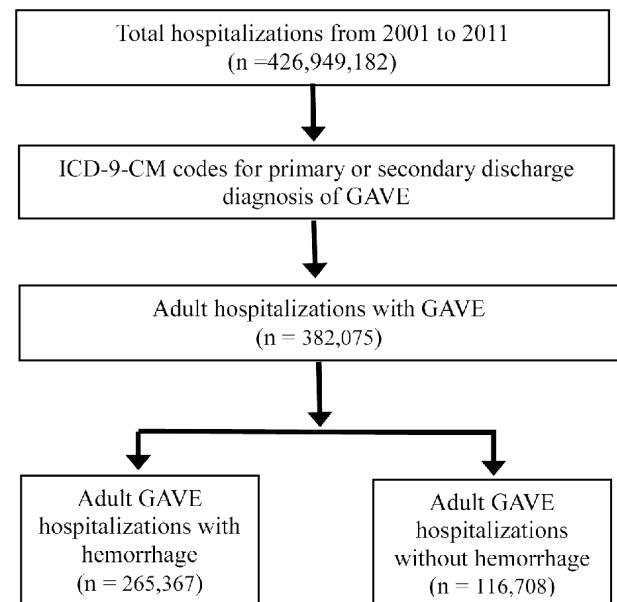 Total hospitalizations from 2001 to 2011
(n =426,949,182)
ICD-9-CM codes for primary or secondary discharge
diagnosis of GAVE
Adult hospitalizations with GAVE
(n = 382,075)
Adult GAVE
hospitalizations with
hemorrhage
(n = 265,367)
Adult GAVE
hospitalizations
without hemorrhage
(n = 116,708)